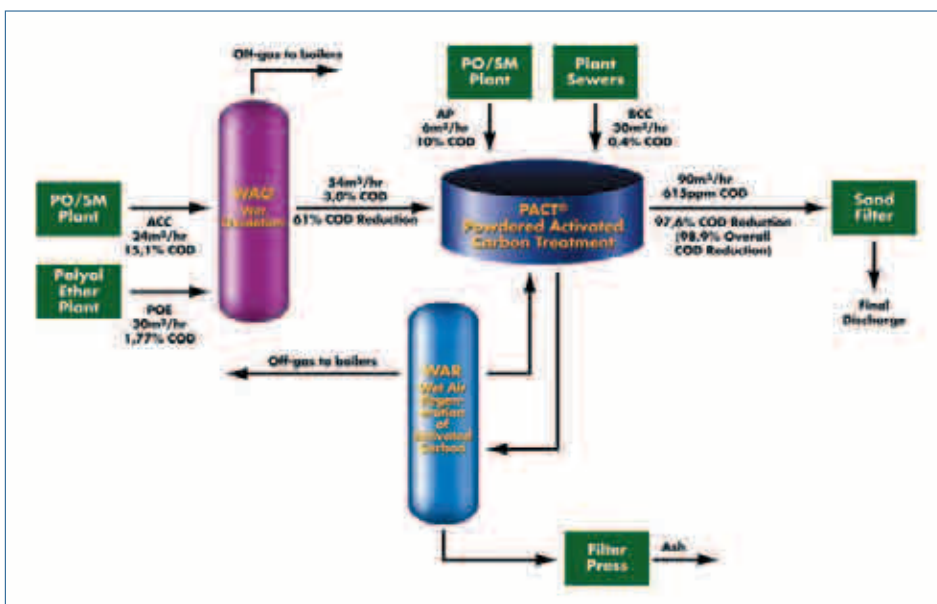 Off-gas to boilers
PO/SM
Plant
Plant
Sewers
AP
6m³/hr
10% COD
BCC
30m³/hr
0,4% COD
PO/SM
Plant
ACC
24m³/hr
15,1% COD
Polyol
Ether
Plant
POE
30m³/hr
1,77% COD
WAO
Wet
54m³/hr
3,0% COD
61% COD Reduction
PACT®
Powdered Activated
Carbon Treatment
90m³/hr
615ppm COD
97,6% COD Reduction
(98.9% Overall
COD Reduction)
Sand
Filter
Final
Discharge
Off-gas to boilers
WAR
Wet Air
Regen-
eration
of
Activated
Carbon
Filter
Press
Ash